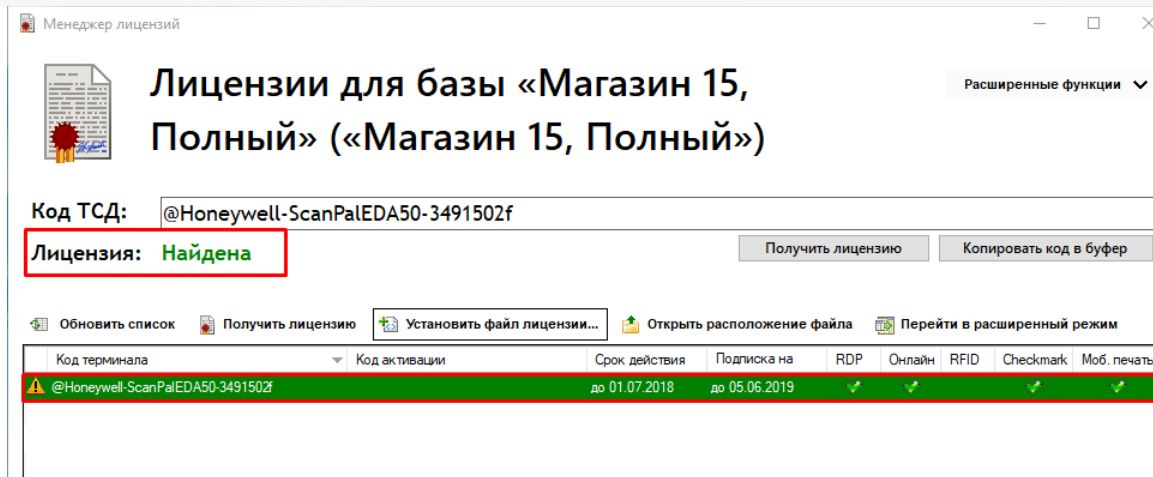 Менеджер лицензий
Лицензии для базы «Магазин 15,
Полный» («Магазин 15, Полный»)
Расширенные функции
Код ТСД: @Honeywell-ScanPalEDA50-3491502f
Лицензия: Найдена
Получить лицензию Копировать код в буфер
Обновить список Получить лицензию Установить файл лицензии... Открыть расположение файла Перейти в расширенный режим
Код терминала Код активации Срок действия Подписка на RDP Онлайн RFID Checkmark Моб. печать
@Honeywell-ScanPalEDA50-3491502f до 01.07.2018 до 05.06.2019